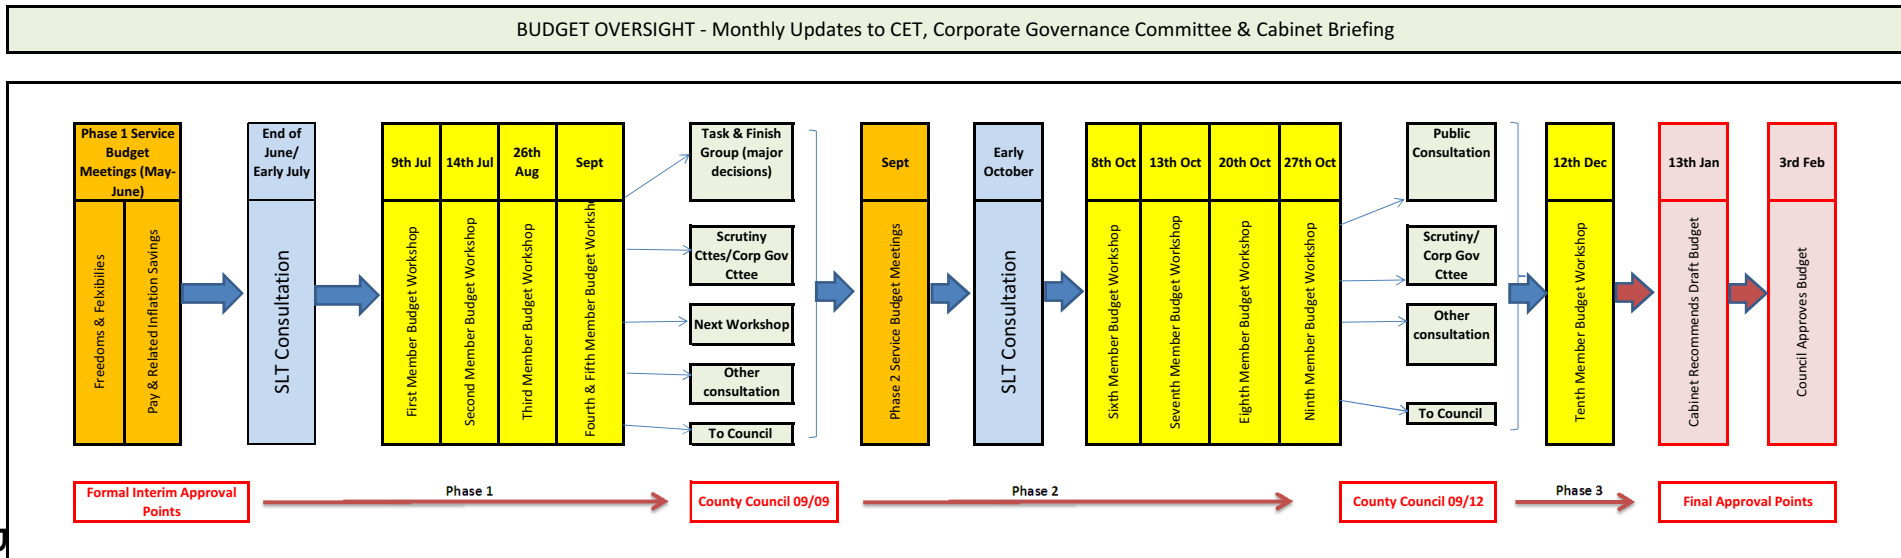 BUDGET OVERSIGHT - Monthly Updates to CET, Corporate Governance Committee & Cabinet Briefing
Phase 1 Service
Budget
Meetings (May-
June)
Freedoms & Felxibilies
Pay & Related Inflation Savings
End of
June/
Early July
SLT Consultation
9th Jul
First Member Budget Workshop
14th Jul
Second Member Budget Workshop
26th
Aug
Third Member Budget Workshop
Sept
Fourth & Fifth Member Budget Worksh
Task & Finish
Group (major
decisions)
Scrutiny
Cttes/Corp Gov
Cttee
Next Workshop
Other
consultation
To Council
Sept
Phase 2 Service Budget Meetings
Early
October
SLT Consultation
8th Oct
Sixth Member Budget Workshop
13th Oct
Seventh Member Budget Workshop
20th Oct
Eighth Member Budget Workshop
27th Oct
Ninth Member Budget Workshop
Public
Consultation
Scrutiny/
Corp Gov
Cttee
Other
consultation
To Council
12th Dec
Tenth Member Budget Workshop
13th Jan
Cabinet Recommends Draft Budget
3rd Feb
Council Approves Budget
Formal Interim Approval
Points
Phase 1
County Council 09/09
Phase 2
County Council 09/12
Phase 3
Final Approval Points